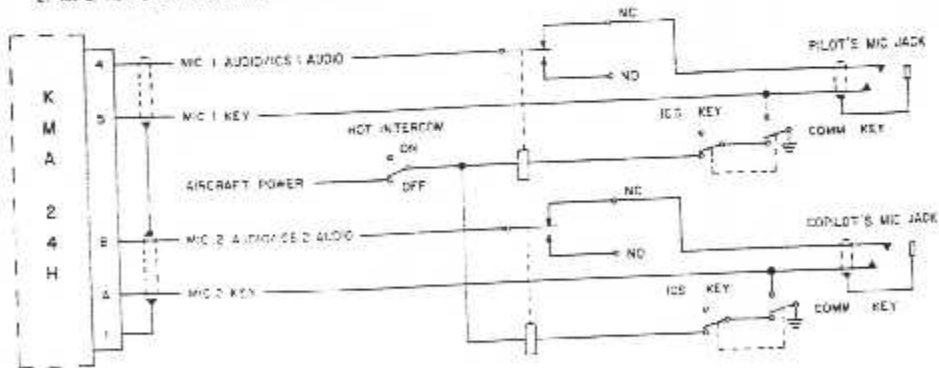 NC
PILOT'S MIC JACK
4
MIC 1 AUDIO/ICS 1 AUDIO
NO
K
M
A
2
4
H
5
MIC 1 KEY
ICS KEY
HOT INTERCOM
ON
COMM KEY
AIRCRAFT POWER
OFF
NC
COPILOT'S MIC JACK
B
MIC 2 AUDIO/ICS 2 AUDIO
NO
A
MIC 2 KEY
ICS KEY
COMM KEY
1